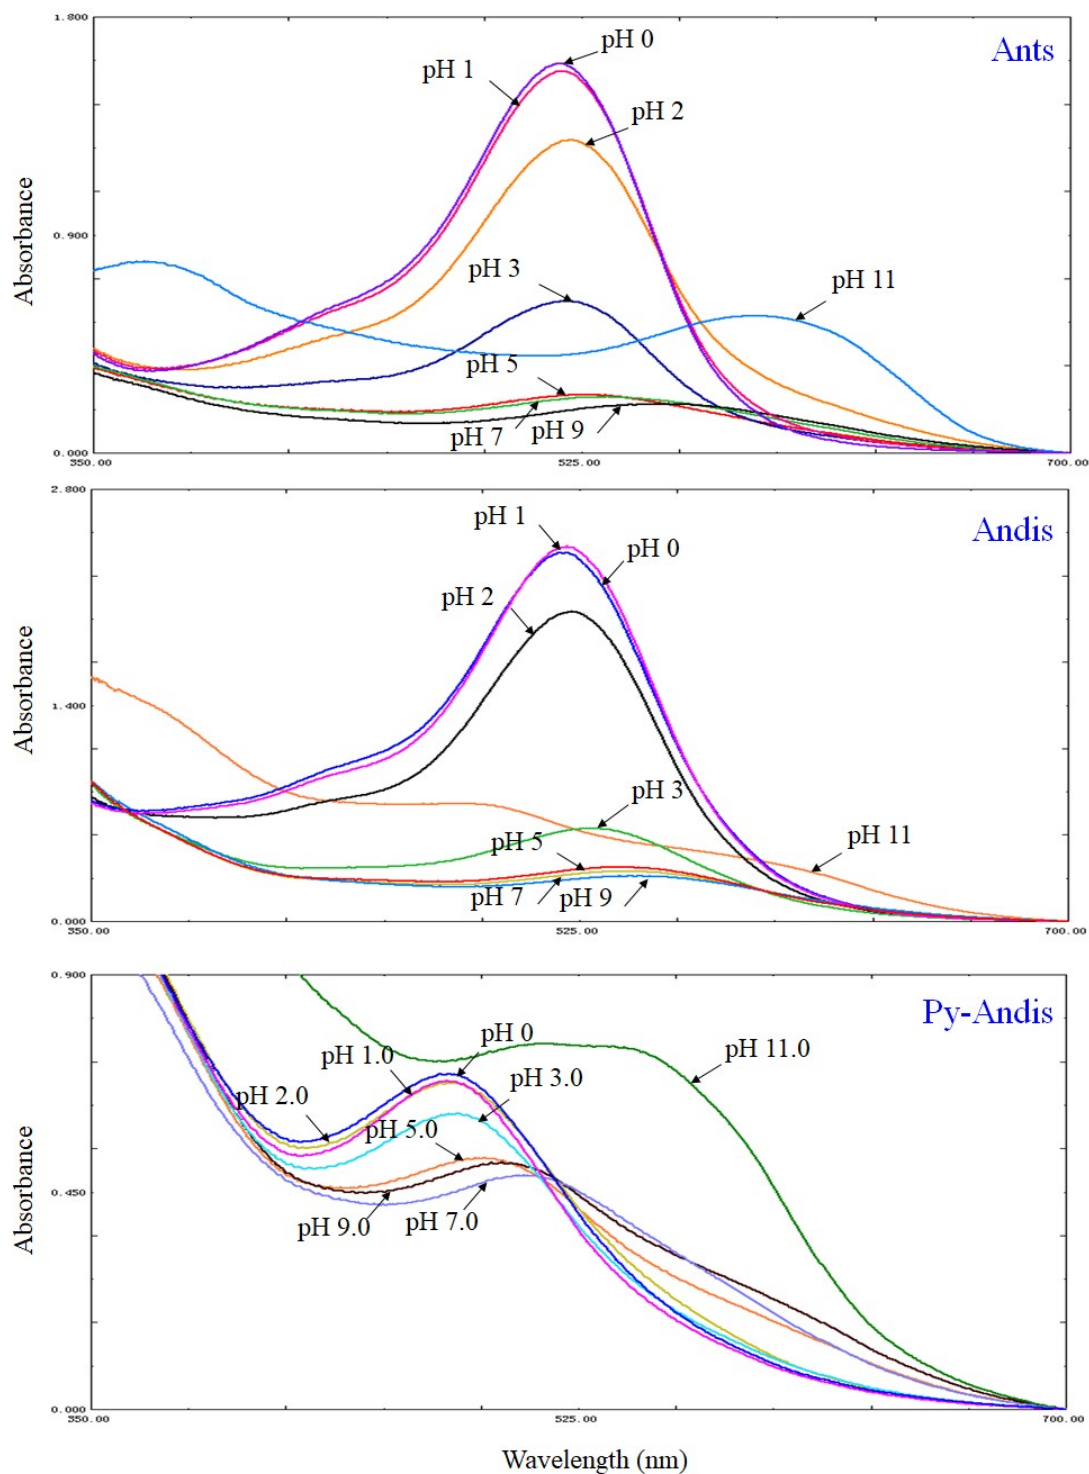 1.800
pH 0
Ants
pH 1
pH 2
0.900
pH 3
pH 11
pH 5
pH 7
pH 9
Absorbance
0.000
350.00
525.00
700.00
2.800
pH 1
Andis
pH 0
pH 2
1.400
pH 3
pH 5
pH 11
pH 7
pH 9
Absorbance
0.000
350.00
525.00
700.00
0.900
Py-Andis
pH 0
pH 1.0
pH 11.0
pH 3.0
pH 2.0
pH 5.0
0.450
pH 9.0
pH 7.0
Absorbance
0.000
350.00
525.00
700.00
Wavelength (nm)